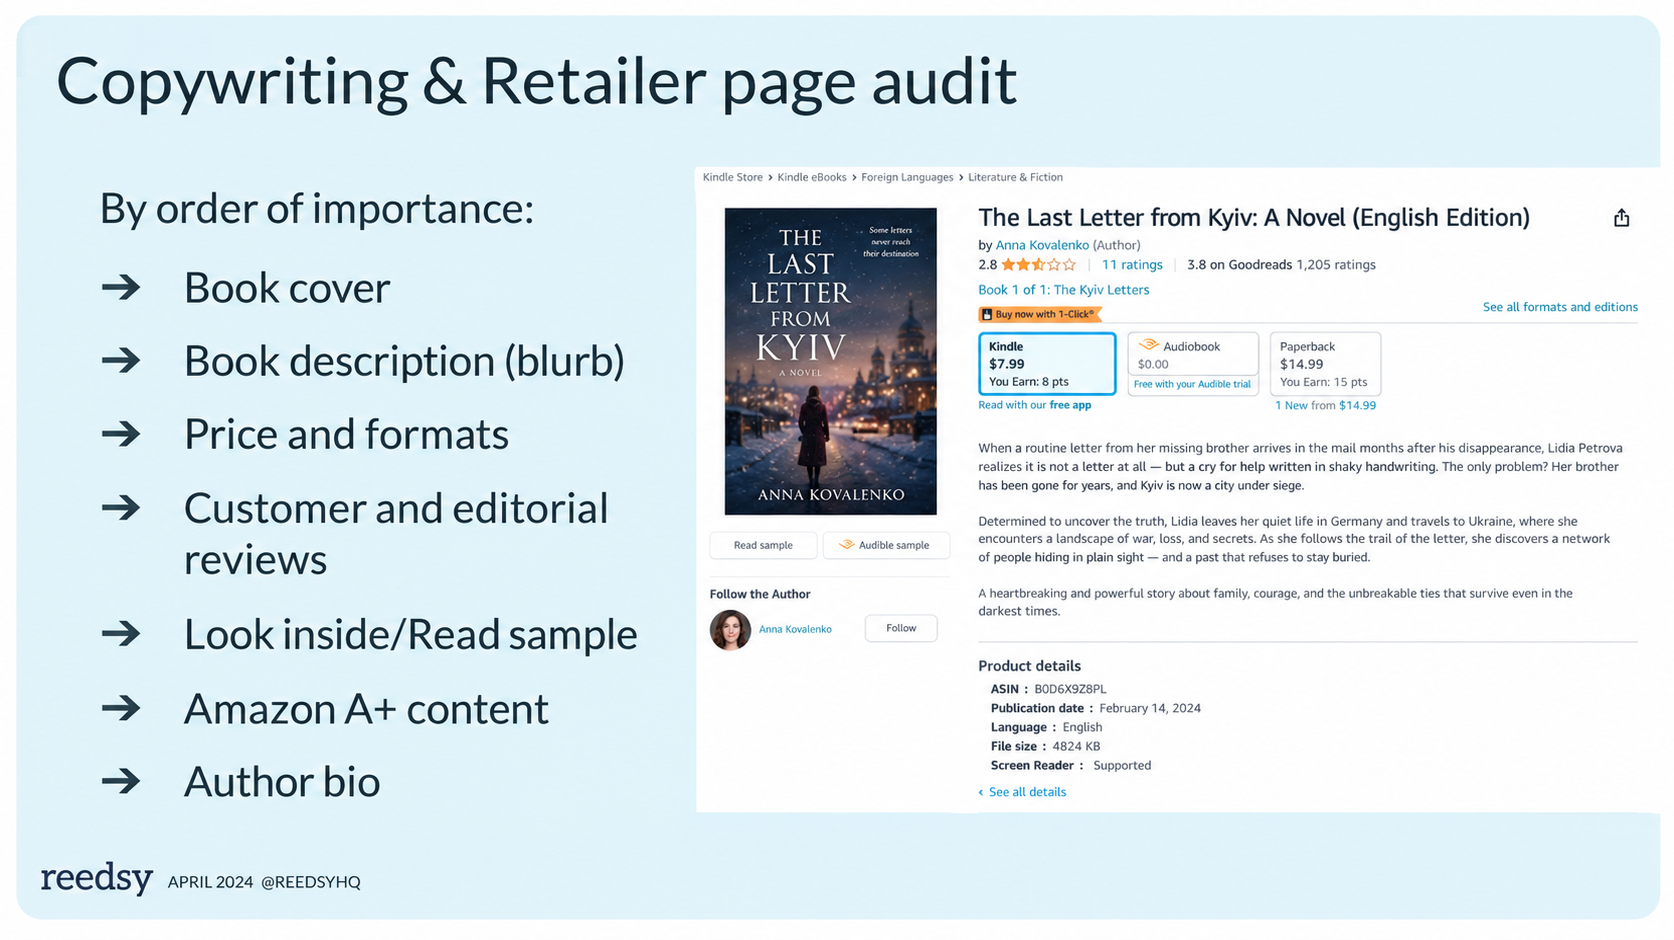 Copywriting & Retailer page audit
By order of importance:
➔ Book cover
➔ Book description (blurb)
➔ Price and formats
➔ Customer and editorial
reviews
➔ Look inside/Read sample
➔ Amazon A+ content
➔ Author bio
Kindle Store › Kindle eBooks › Foreign Languages › Literature & Fiction
THE
LAST
LETTER
FROM
KYIV
A NOVEL
Some letters
never reach
their destination
ANNA KOVALENKO
Read sample
Audible sample
Follow the Author
Anna Kovalenko
Follow
The Last Letter from Kyiv: A Novel (English Edition)
by Anna Kovalenko (Author)
2.8 11 ratings | 3.8 on Goodreads 1,205 ratings
Book 1 of 1: The Kyiv Letters
See all formats and editions
Buy now with 1-Click®
Kindle
$7.99
You Earn: 8 pts
Read with our free app
Audiobook
$0.00
Free with your Audible trial
Paperback
$14.99
You Earn: 15 pts
1 New from $14.99
When a routine letter from her missing brother arrives in the mail months after his disappearance, Lidia Petrova
realizes it is not a letter at all — but a cry for help written in shaky handwriting. The only problem? Her brother
has been gone for years, and Kyiv is now a city under siege.
Determined to uncover the truth, Lidia leaves her quiet life in Germany and travels to Ukraine, where she
encounters a landscape of war, loss, and secrets. As she follows the trail of the letter, she discovers a network
of people hiding in plain sight — and a past that refuses to stay buried.
A heartbreaking and powerful story about family, courage, and the unbreakable ties that survive even in the
darkest times.
Product details
ASIN : B0D6X9Z8PL
Publication date : February 14, 2024
Language : English
File size : 4824 KB
Screen Reader : Supported
‹ See all details
reedsy APRIL 2024 @REEDSYHQ